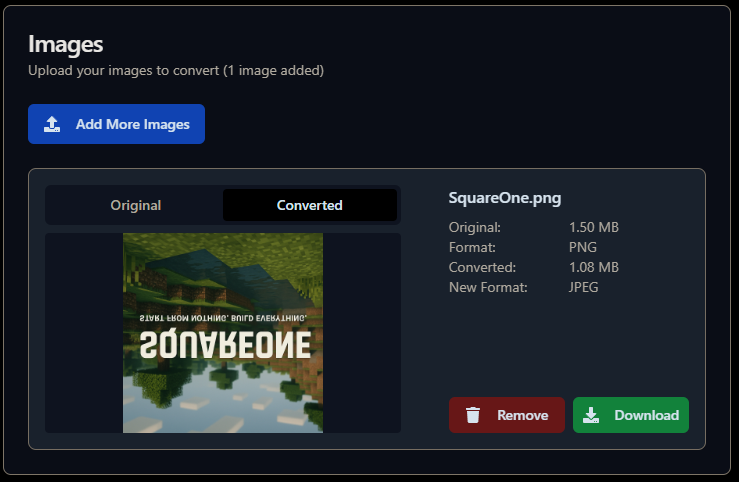 Images
Upload your images to convert (1 image added)
Add More Images
Original
Converted
START FROM NOTHING. BUILD EVERYTHING.
SQUAREONE
SquareOne.png
Original: 1.50 MB
Format: PNG
Converted: 1.08 MB
New Format: JPEG
Remove
Download